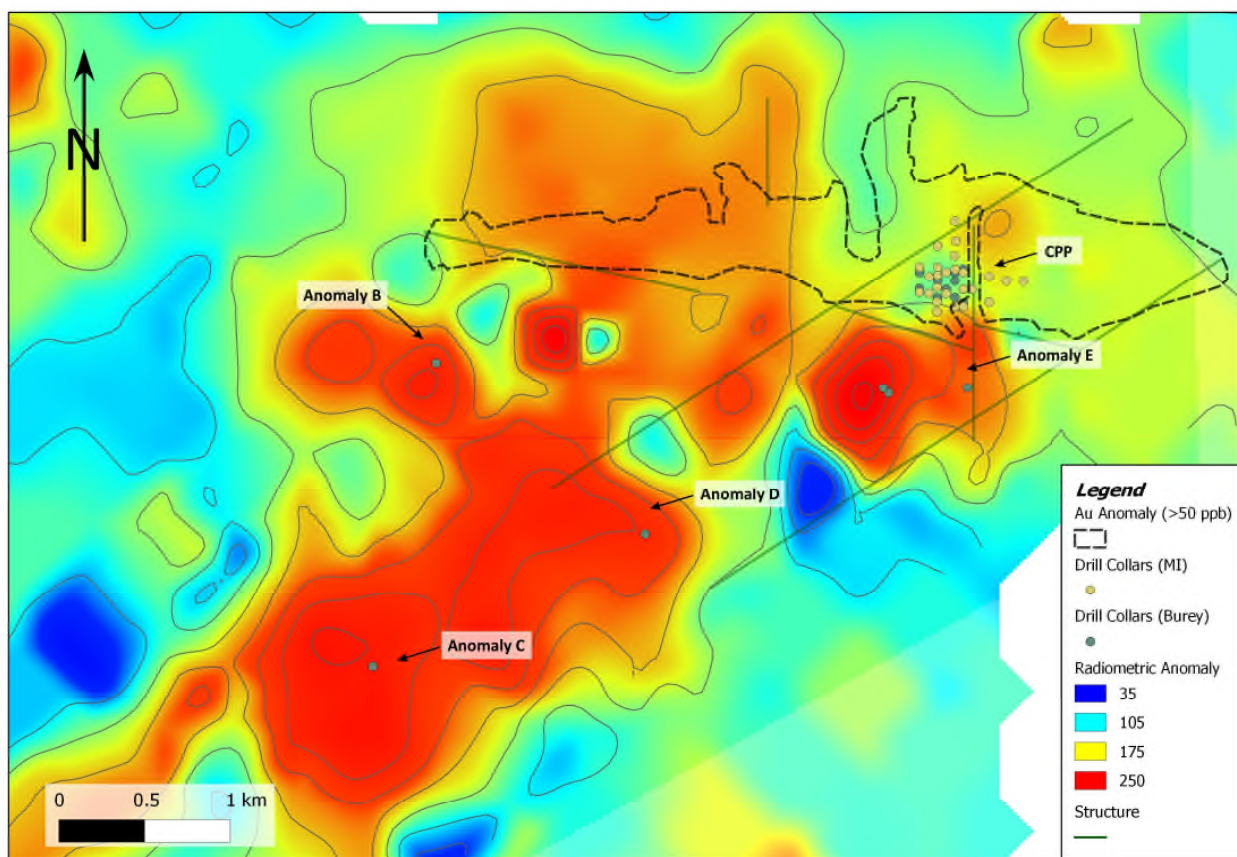 N
CPP
Anomaly B
Anomaly E
Anomaly D
Anomaly C
0 0.5 1 km
Legend
Au Anomaly (>50 ppb)
Drill Collars (MI)
Drill Collars (Burey)
Radiometric Anomaly
35
105
175
250
Structure